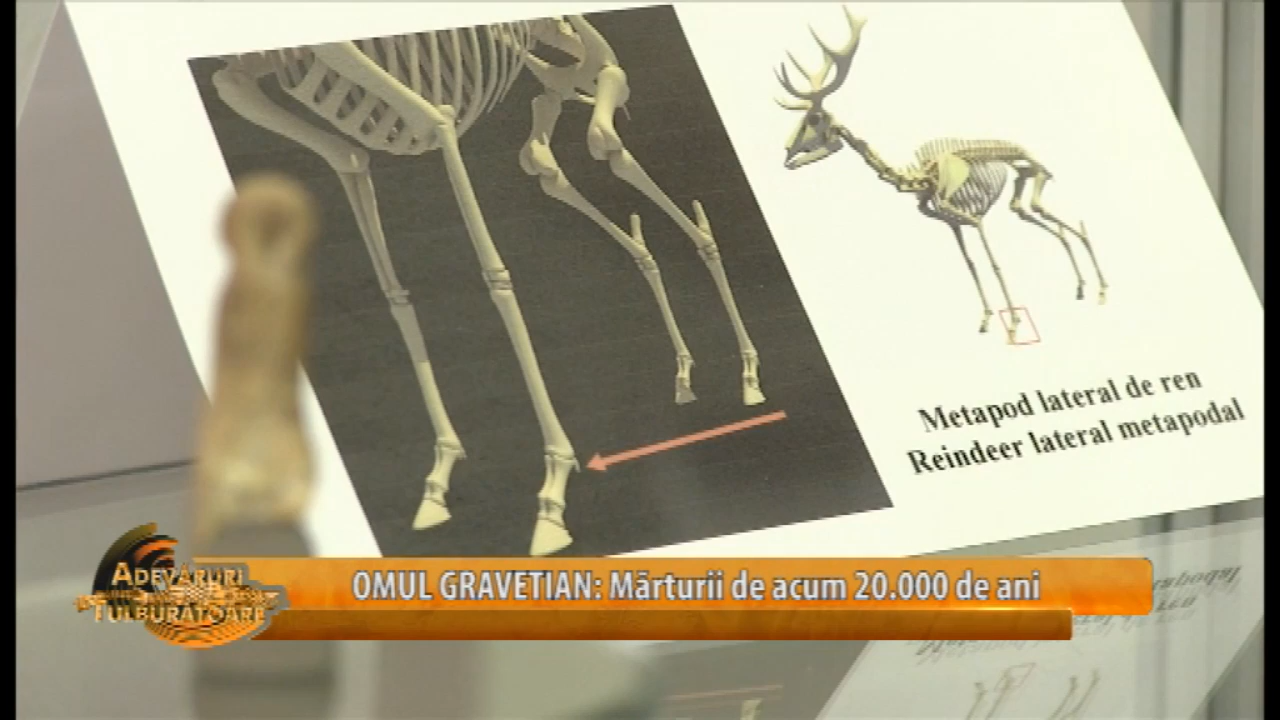 Metapod lateral de ren
Reindeer lateral metapodal
OMUL GRAVETIAN: Mărturii de acum 20.000 de ani
ADEVĂRURI
TULBURĂTOARE